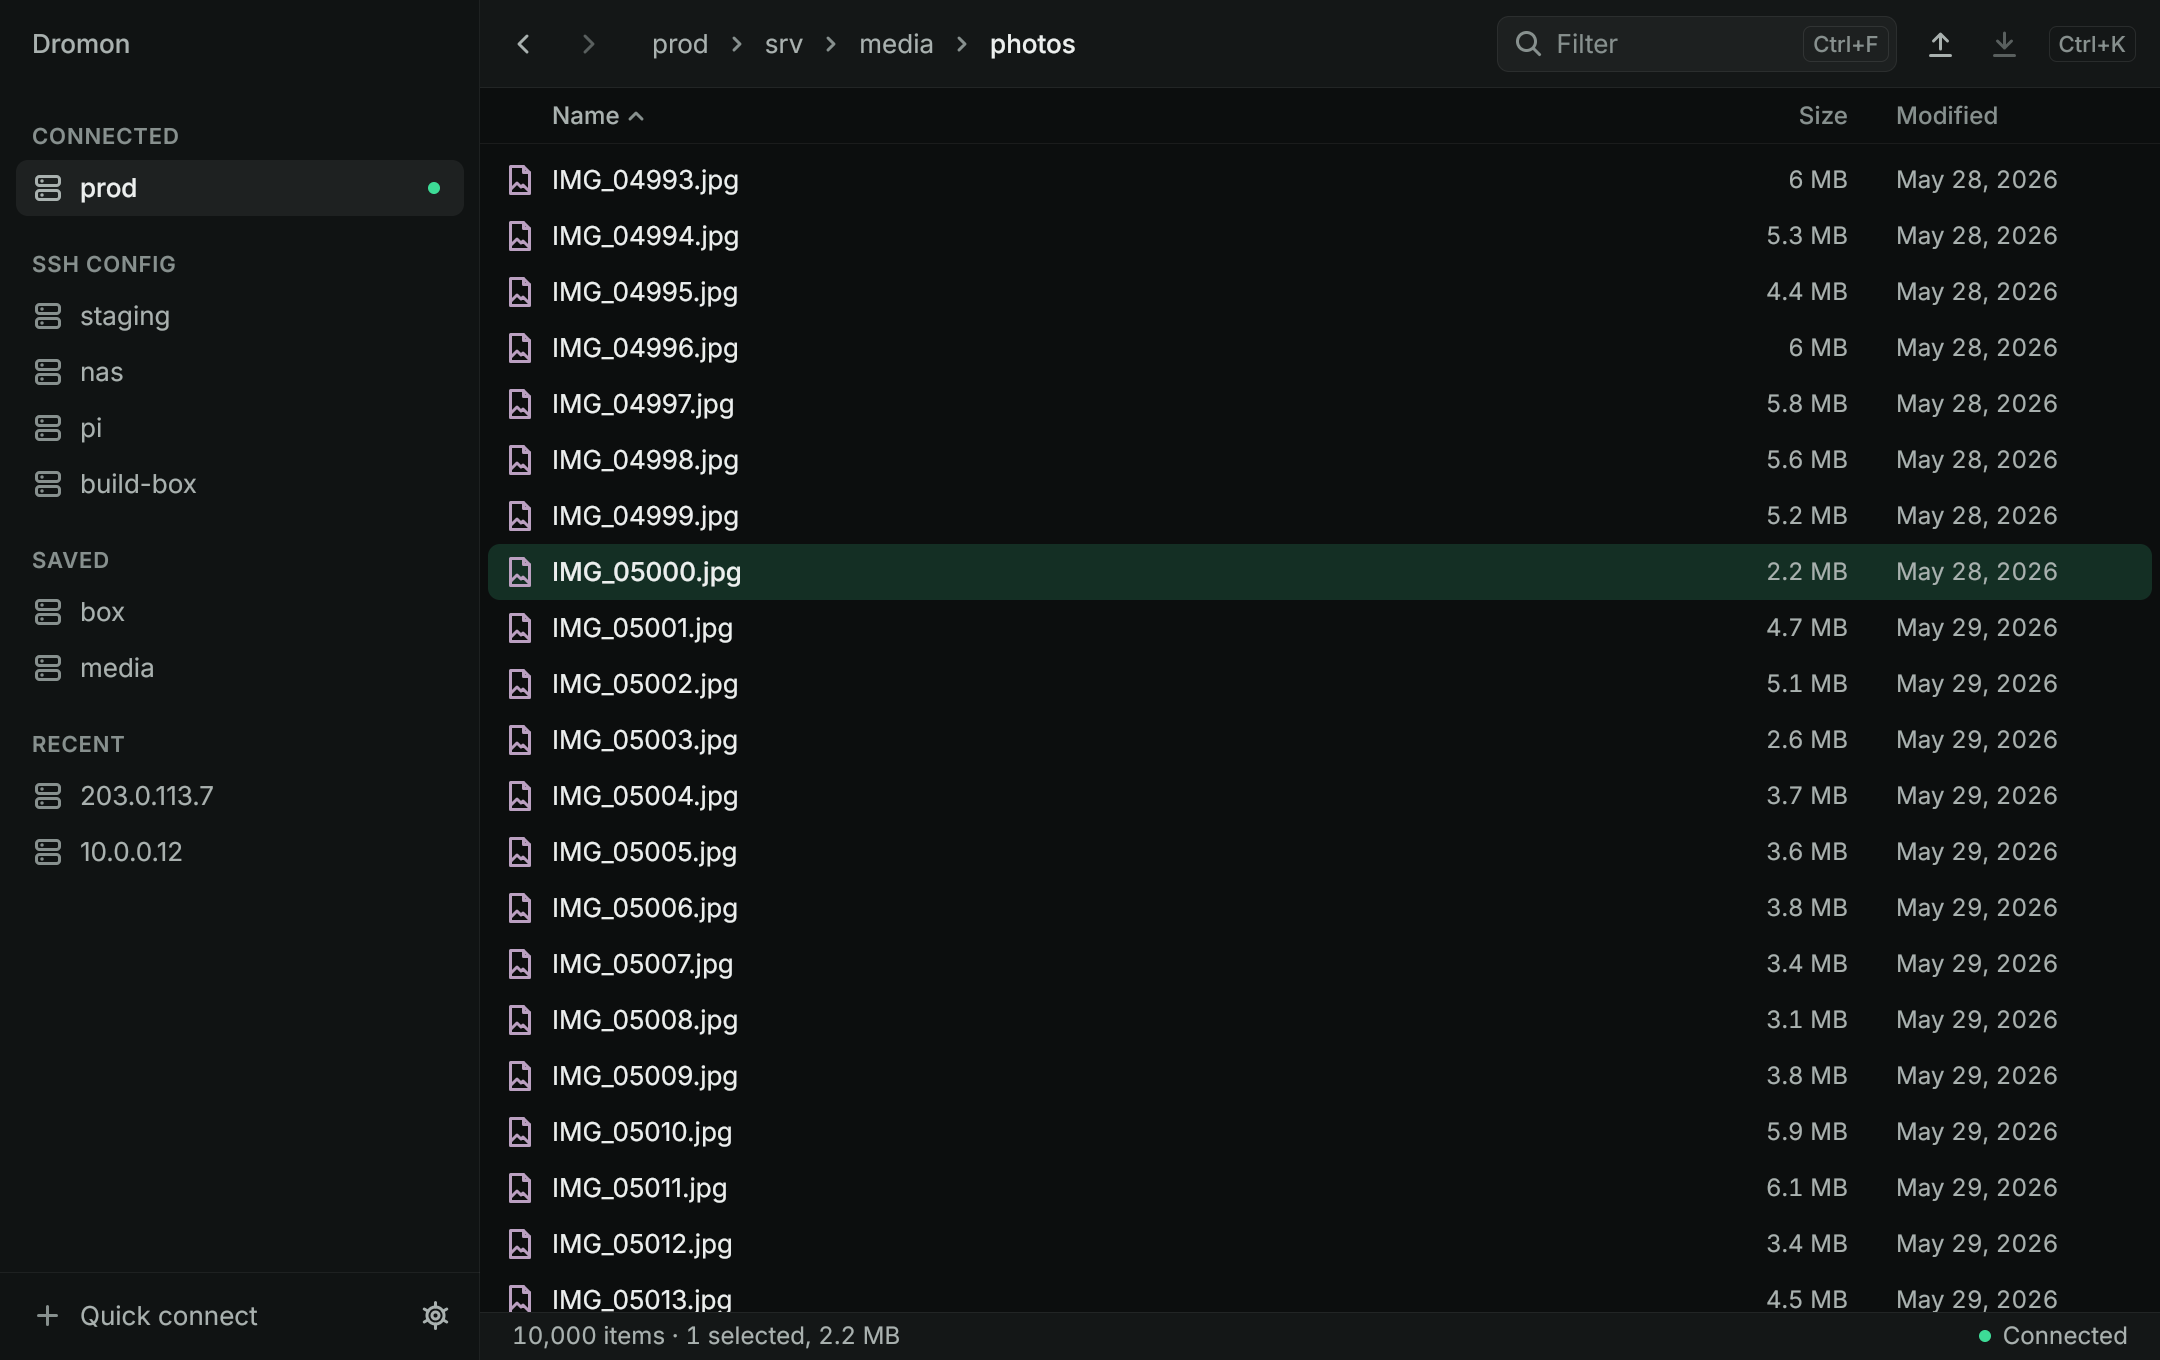 Dromon
CONNECTED
prod
SSH CONFIG
staging
nas
pi
build-box
SAVED
box
media
RECENT
203.0.113.7
10.0.0.12
Quick connect
prod > srv > media > photos
Filter Ctrl+F
Ctrl+K
Name Size Modified
IMG_04993.jpg 6 MB May 28, 2026
IMG_04994.jpg 5.3 MB May 28, 2026
IMG_04995.jpg 4.4 MB May 28, 2026
IMG_04996.jpg 6 MB May 28, 2026
IMG_04997.jpg 5.8 MB May 28, 2026
IMG_04998.jpg 5.6 MB May 28, 2026
IMG_04999.jpg 5.2 MB May 28, 2026
IMG_05000.jpg 2.2 MB May 28, 2026
IMG_05001.jpg 4.7 MB May 29, 2026
IMG_05002.jpg 5.1 MB May 29, 2026
IMG_05003.jpg 2.6 MB May 29, 2026
IMG_05004.jpg 3.7 MB May 29, 2026
IMG_05005.jpg 3.6 MB May 29, 2026
IMG_05006.jpg 3.8 MB May 29, 2026
IMG_05007.jpg 3.4 MB May 29, 2026
IMG_05008.jpg 3.1 MB May 29, 2026
IMG_05009.jpg 3.8 MB May 29, 2026
IMG_05010.jpg 5.9 MB May 29, 2026
IMG_05011.jpg 6.1 MB May 29, 2026
IMG_05012.jpg 3.4 MB May 29, 2026
IMG_05013.jpg 4.5 MB May 29, 2026
10,000 items · 1 selected, 2.2 MB
Connected